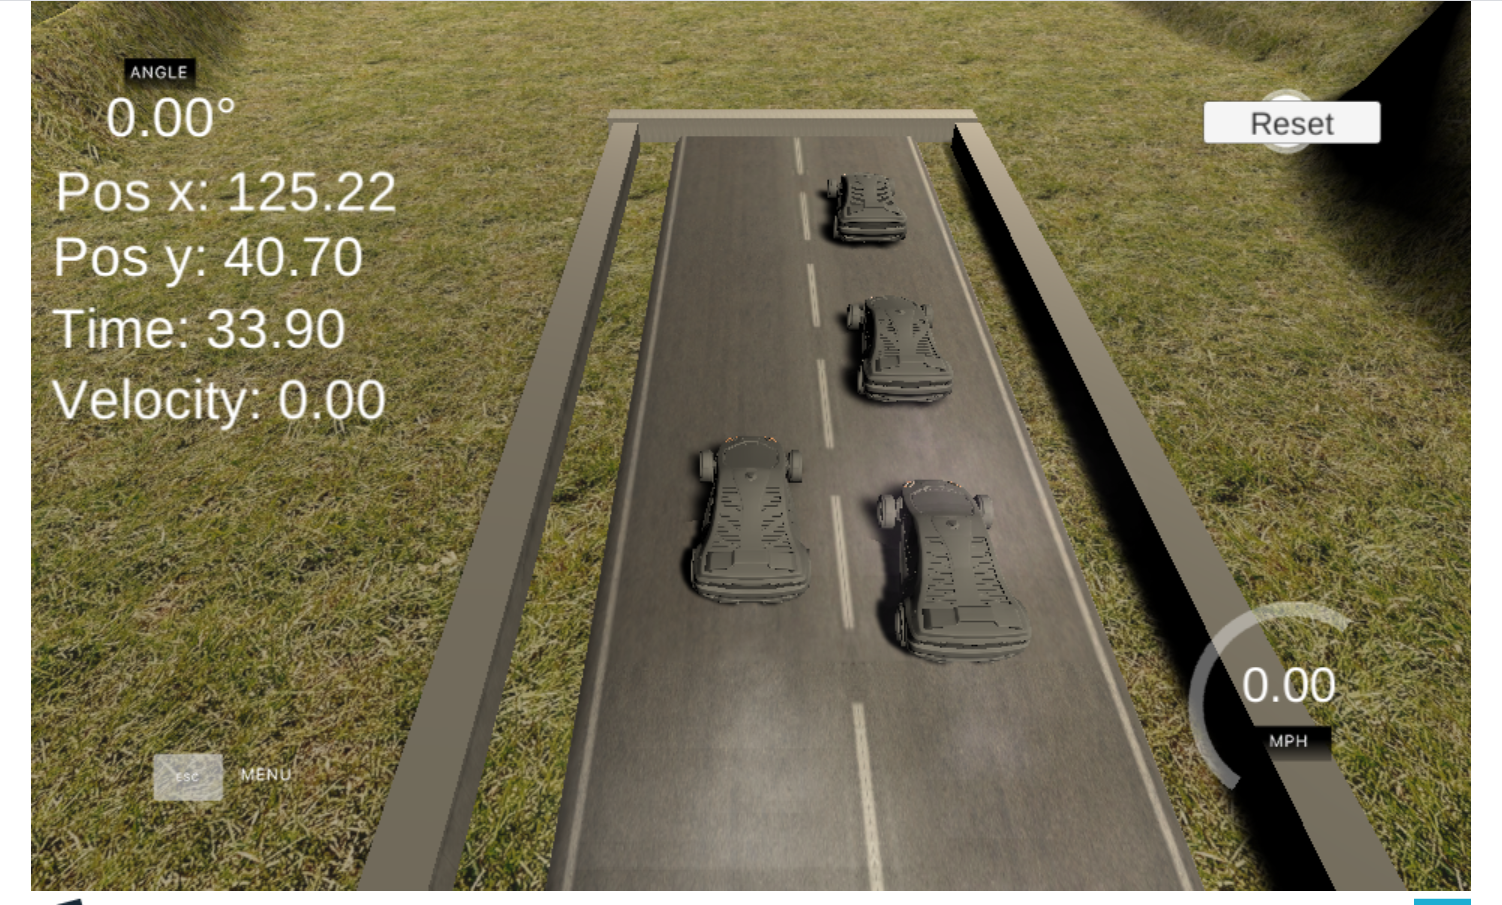 ANGLE
0.00°
Reset
Pos x: 125.22
Pos y: 40.70
Time: 33.90
Velocity: 0.00
0.00
MPH
esc MENU